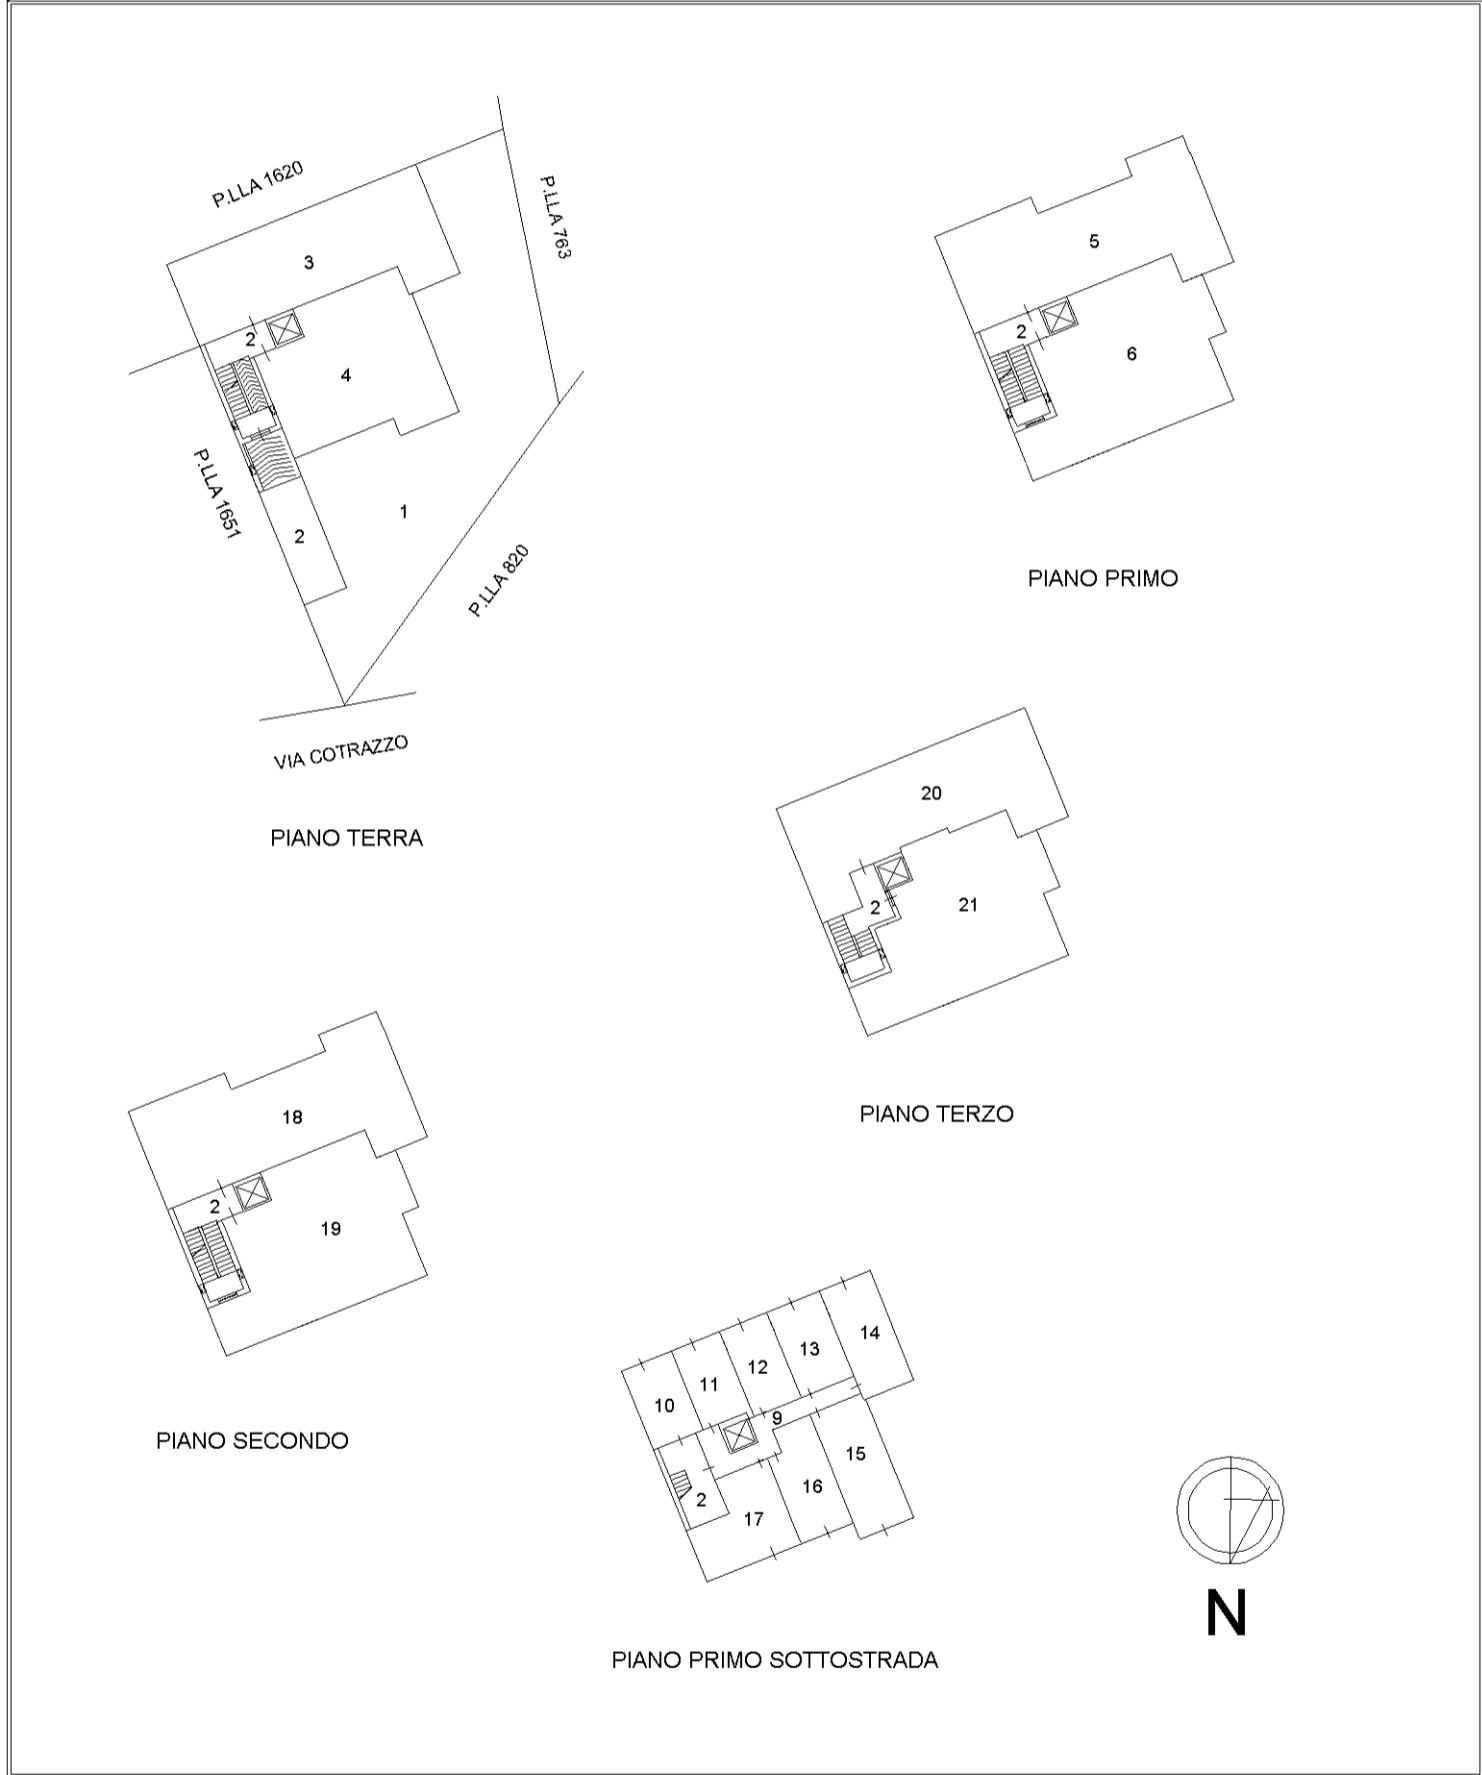 P.LLA 1620
P.LLA 763
3
2
4
P.LLA 1651
1
2
P.LLA 820
VIA COTRAZZO
PIANO TERRA
5
2
6
PIANO PRIMO
20
2
21
PIANO TERZO
18
2
19
PIANO SECONDO
14
13
12
11
10
9
15
16
2
17
PIANO PRIMO SOTTOSTRADA
N